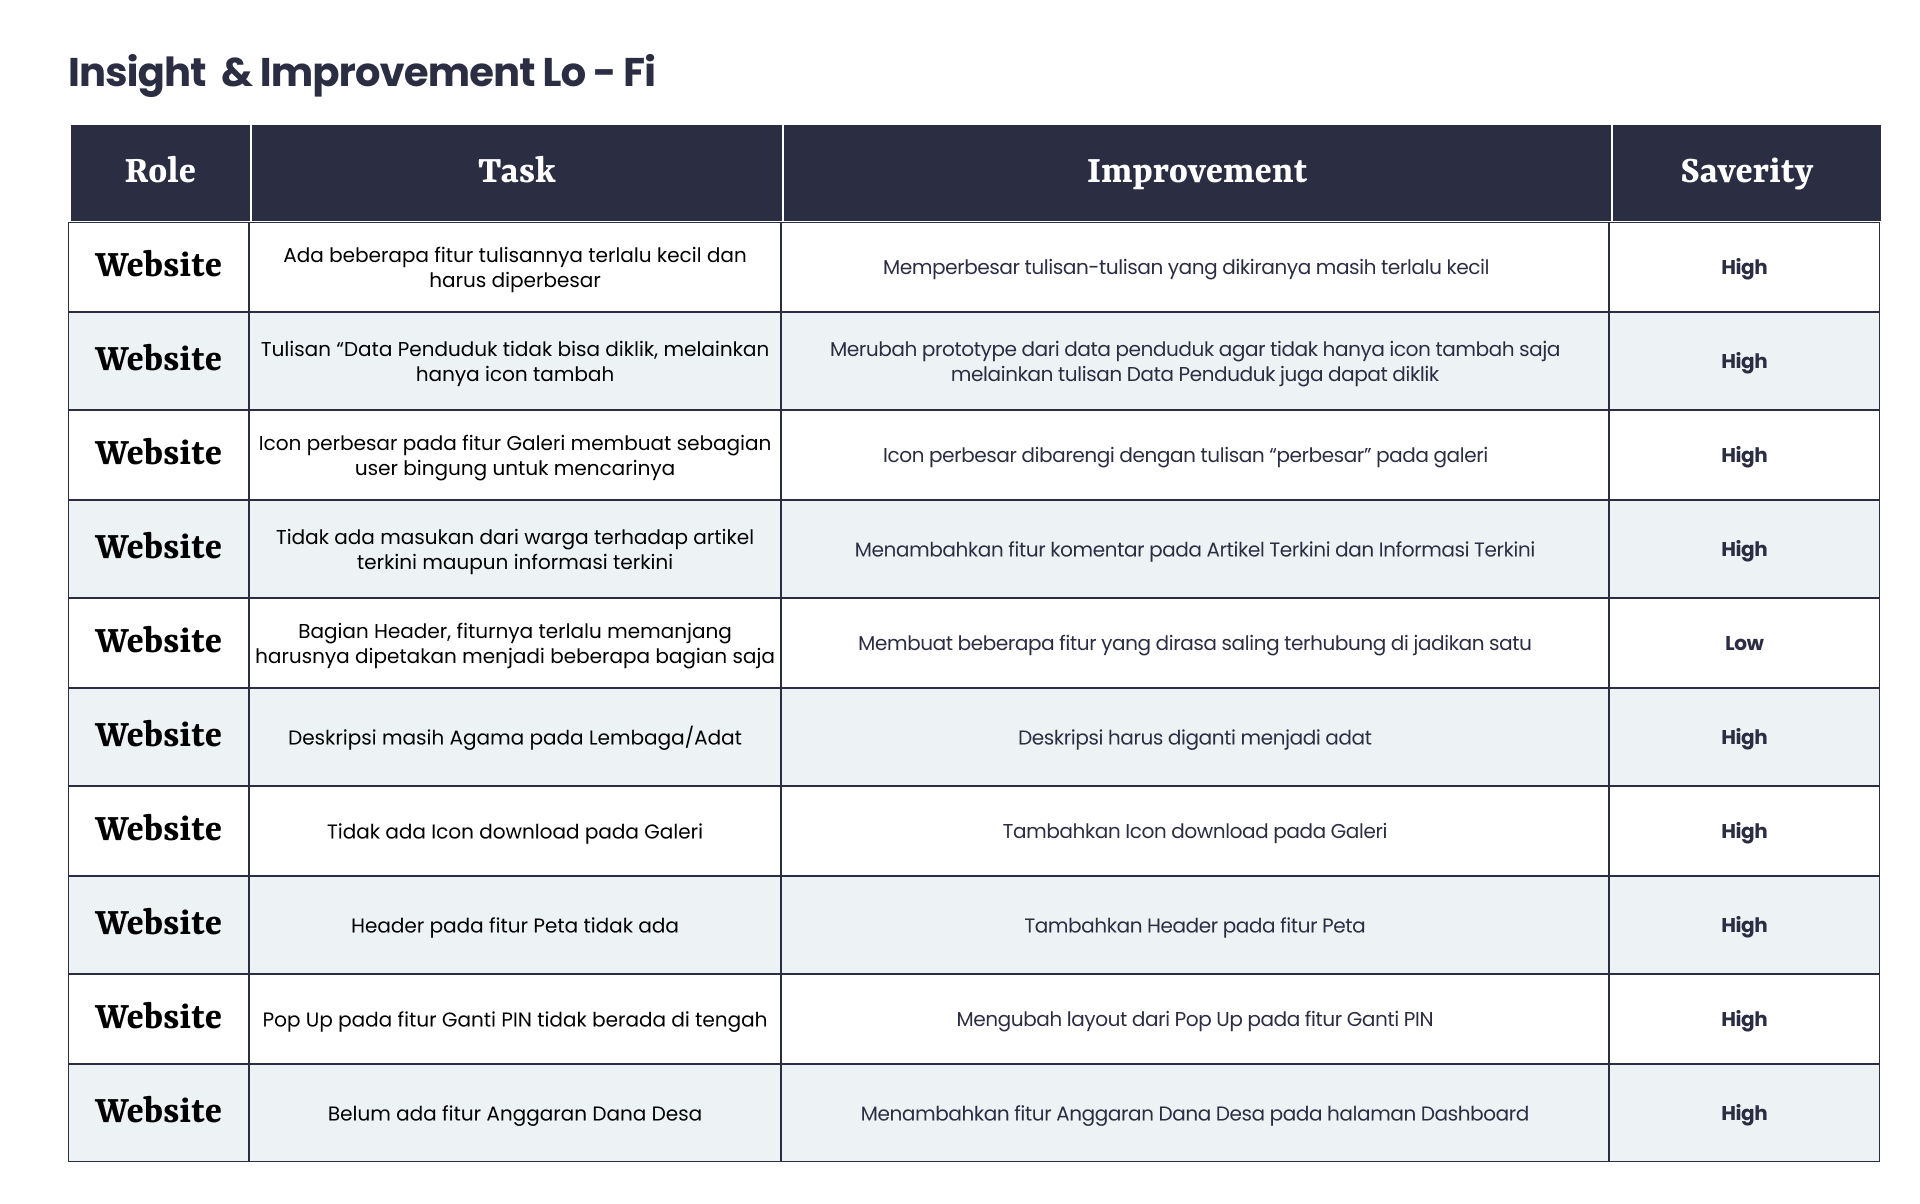 Insight & Improvement Lo - Fi
Role Task Improvement Saverity
Website
Ada beberapa fitur tulisannya terlalu kecil dan
harus diperbesar
Memperbesar tulisan-tulisan yang dikiranya masih terlalu kecil
High
Website
Tulisan “Data Penduduk tidak bisa diklik, melainkan
hanya icon tambah
Merubah prototype dari data penduduk agar tidak hanya icon tambah saja
melainkan tulisan Data Penduduk juga dapat diklik
High
Website
Icon perbesar pada fitur Galeri membuat sebagian
user bingung untuk mencarinya
Icon perbesar dibarengi dengan tulisan “perbesar” pada galeri
High
Website
Tidak ada masukan dari warga terhadap artikel
terkini maupun informasi terkini
Menambahkan fitur komentar pada Artikel Terkini dan Informasi Terkini
High
Website
Bagian Header, fiturnya terlalu memanjang
harusnya dipetakan menjadi beberapa bagian saja
Membuat beberapa fitur yang dirasa saling terhubung di jadikan satu
Low
Website
Deskripsi masih Agama pada Lembaga/Adat
Deskripsi harus diganti menjadi adat
High
Website
Tidak ada Icon download pada Galeri
Tambahkan Icon download pada Galeri
High
Website
Header pada fitur Peta tidak ada
Tambahkan Header pada fitur Peta
High
Website
Pop Up pada fitur Ganti PIN tidak berada di tengah
Mengubah layout dari Pop Up pada fitur Ganti PIN
High
Website
Belum ada fitur Anggaran Dana Desa
Menambahkan fitur Anggaran Dana Desa pada halaman Dashboard
High